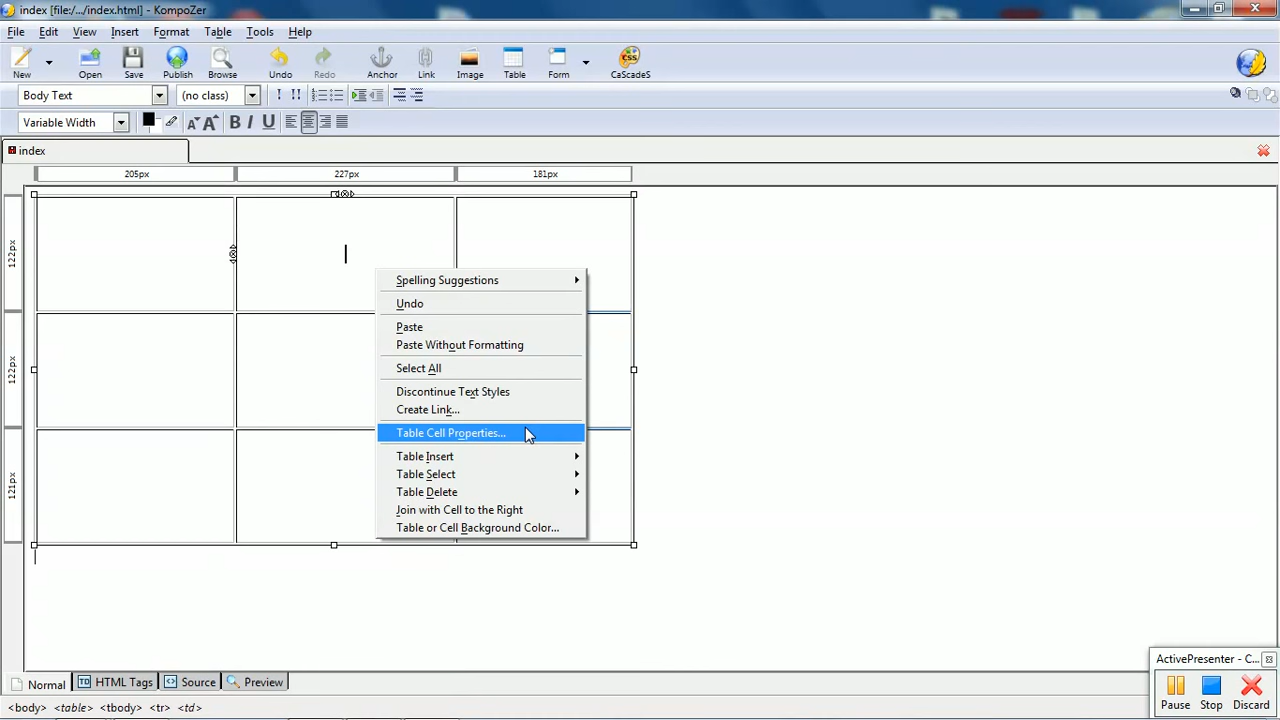 index [file:/.../index.html] - KompoZer
File Edit View Insert Format Table Tools Help
New Open Save Publish Browse Undo Redo Anchor Link Image Table Form CaScadeS
Body Text (no class) ! !!
Variable Width A A B I U
index
205px 227px 181px
122px
122px
121px
Spelling Suggestions
Undo
Paste
Paste Without Formatting
Select All
Discontinue Text Styles
Create Link...
Table Cell Properties...
Table Insert
Table Select
Table Delete
Join with Cell to the Right
Table or Cell Background Color...
ActivePresenter - C...
Pause Stop Discard
Normal TD HTML Tags Source Preview
<body> <table> <tbody> <tr> <td>